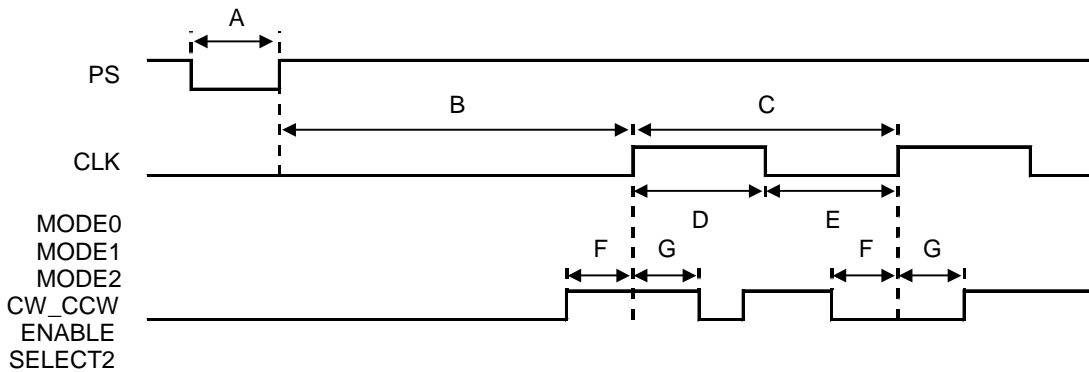 A
PS
B
C
CLK
D
E
MODE0
MODE1
MODE2
CW_CCW
ENABLE
SELECT2
F
G
F
G